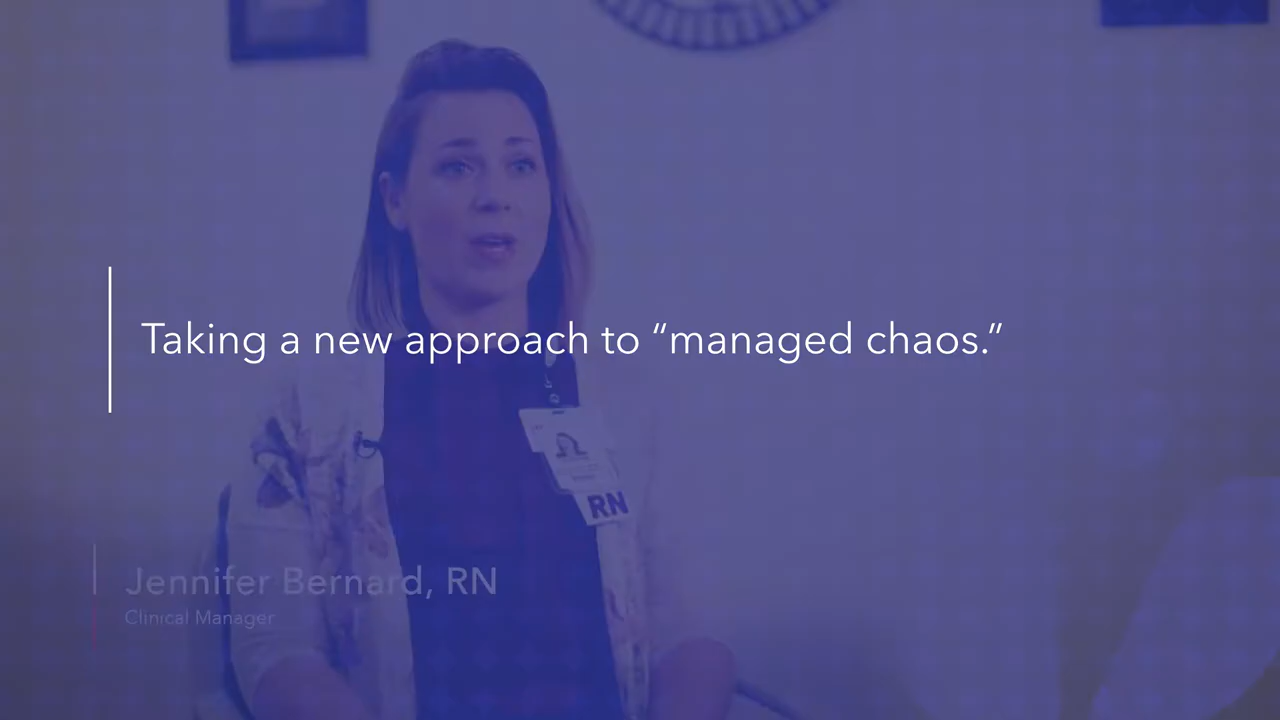 Taking a new approach to “managed chaos.”
RN
Jennifer Bernard, RN
Clinical Manager